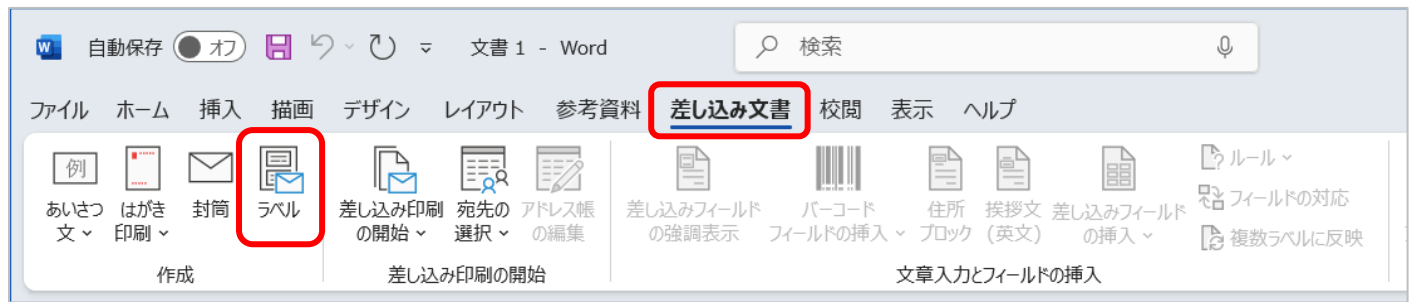 自動保存 オフ 文書 1 - Word 検索
ファイル ホーム 挿入 描画 デザイン レイアウト 参考資料 差し込み文書 校閲 表示 ヘルプ
例
あいさつ文 はがき印刷 封筒 ラベル
作成
差し込み印刷の開始 宛先の選択 アドレス帳の編集
差し込み印刷の開始
差し込みフィールドの強調表示 バーコードフィールドの挿入 住所ブロック 挨拶文(英文) 差し込みフィールドの挿入
ルール
フィールドの対応
複数ラベルに反映
文章入力とフィールドの挿入